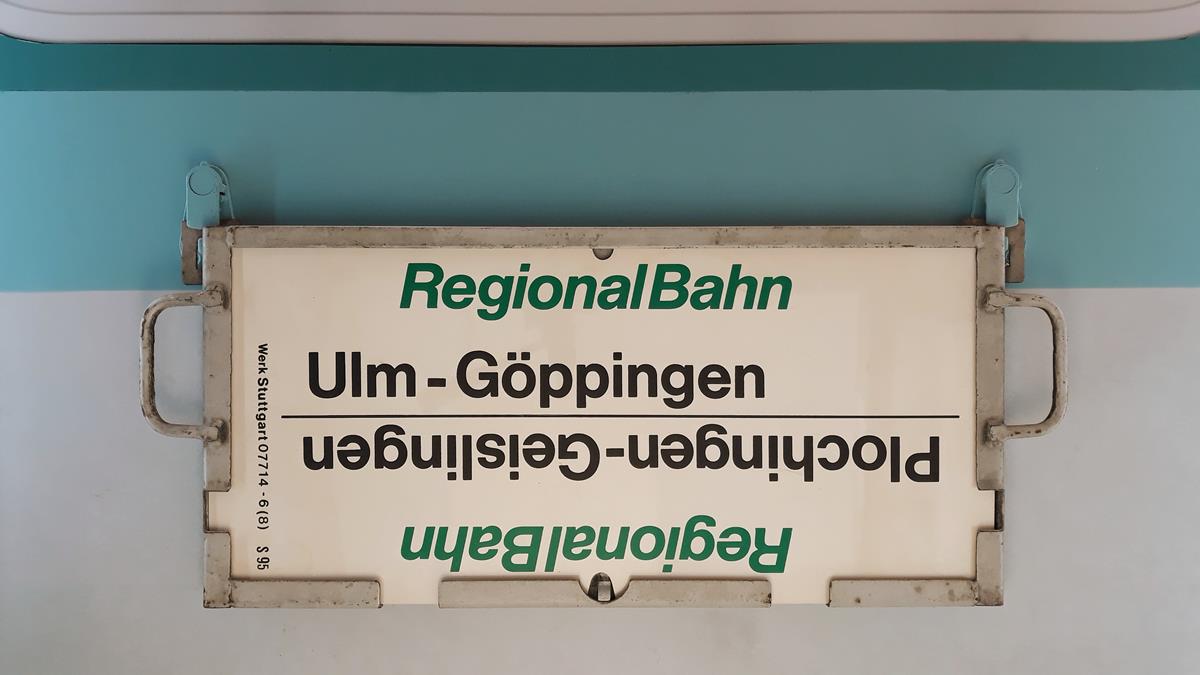 RegionalBahn
Ulm - Göppingen
Plochingen-Geislingen
RegionalBahn
Werk Stuttgart 07714 - 6 (8) S 95